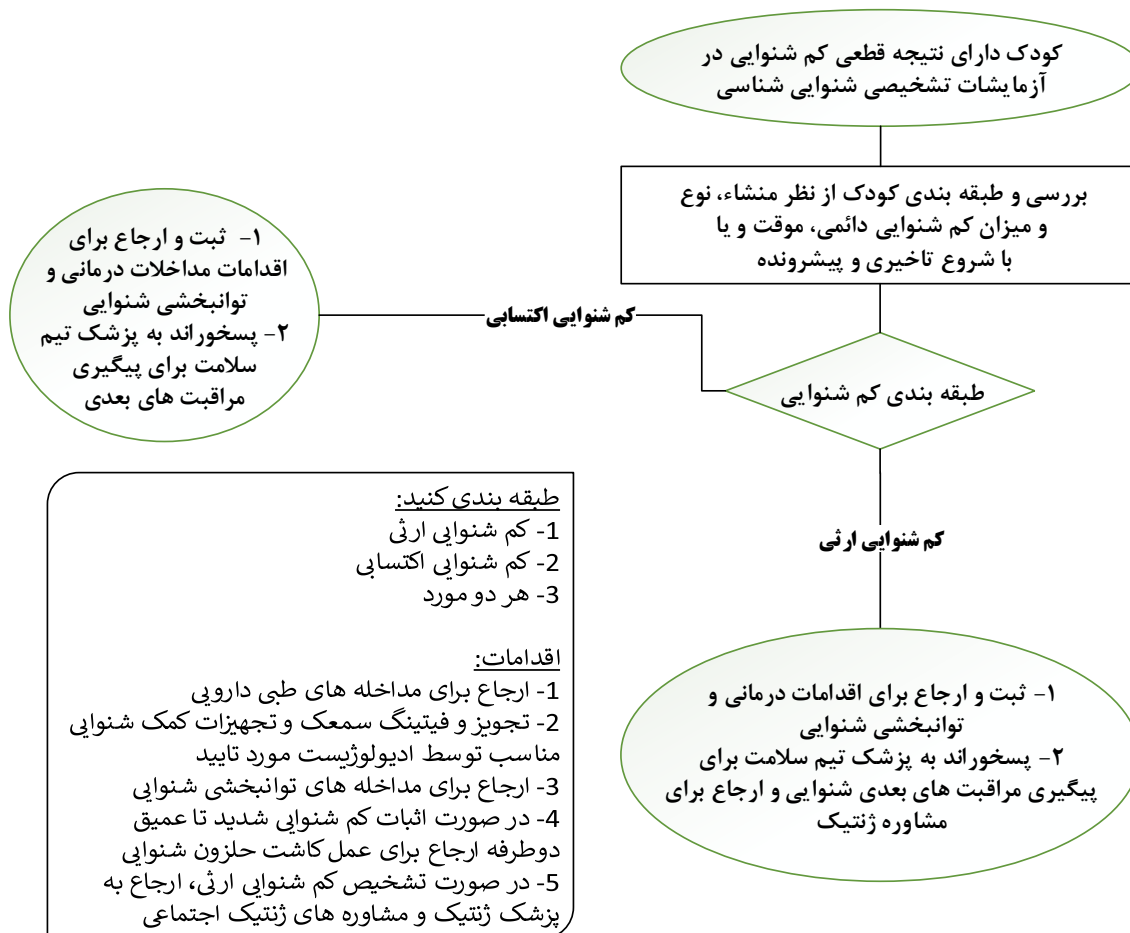 کودک دارای نتیجه قطعی کم شنوایی در
آزمایشات تشخیصی شنوایی شناسی
بررسی و طبقه بندی کودک از نظر منشاء، نوع
و میزان کم شنوایی دائمی، موقت و یا
با شروع تاخیری و پیشرونده
طبقه بندی کم شنوایی
کم شنوایی اکتسابی
۱- ثبت و ارجاع برای
اقدامات مداخلات درمانی و
توانبخشی شنوایی
۲- پسخوراند به پزشک تیم
سلامت برای پیگیری
مراقبت های بعدی
کم شنوایی ارثی
۱- ثبت و ارجاع برای اقدامات درمانی و
توانبخشی شنوایی
۲- پسخوراند به پزشک تیم سلامت برای
پیگیری مراقبت های بعدی شنوایی و ارجاع برای
مشاوره ژنتیک
طبقه بندی کنید:
1- کم شنوایی ارثی
2- کم شنوایی اکتسابی
3- هر دو مورد
اقدامات:
1- ارجاع برای مداخله های طبی دارویی
2- تجویز و فیتینگ سمعک و تجهیزات کمک شنوایی
مناسب توسط ادیولوژیست مورد تایید
3- ارجاع برای مداخله های توانبخشی شنوایی
4- در صورت اثبات کم شنوایی شدید تا عمیق
دوطرفه ارجاع برای عمل کاشت حلزون شنوایی
5- در صورت تشخیص کم شنوایی ارثی، ارجاع به
پزشک ژنتیک و مشاوره های ژنتیک اجتماعی